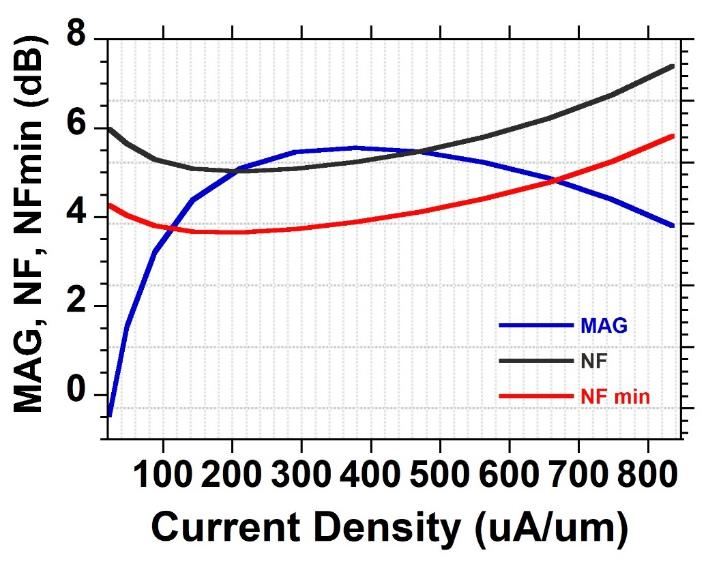 MAG, NF, NFmin (dB)
8
6
4
2
0
MAG
NF
NF min
100 200 300 400 500 600 700 800
Current Density (uA/um)